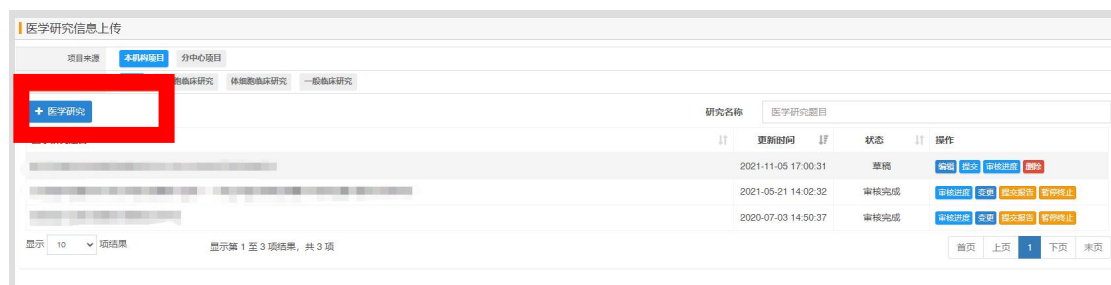 医学研究信息上传
项目来源 本机构项目 分中心项目
胞临床研究 体细胞临床研究 一般临床研究
+ 医学研究 研究名称 医学研究题目
更新时间 状态 操作
2021-11-05 17:00:31 草稿 编辑 提交 审核进度 删除
2021-05-21 14:02:32 审核完成 审核进度 变更 提交报告 暂停终止
2020-07-03 14:50:37 审核完成 审核进度 变更 提交报告 暂停终止
显示 10 项结果 显示第 1 至 3 项结果，共 3 项 首页 上页 1 下页 末页